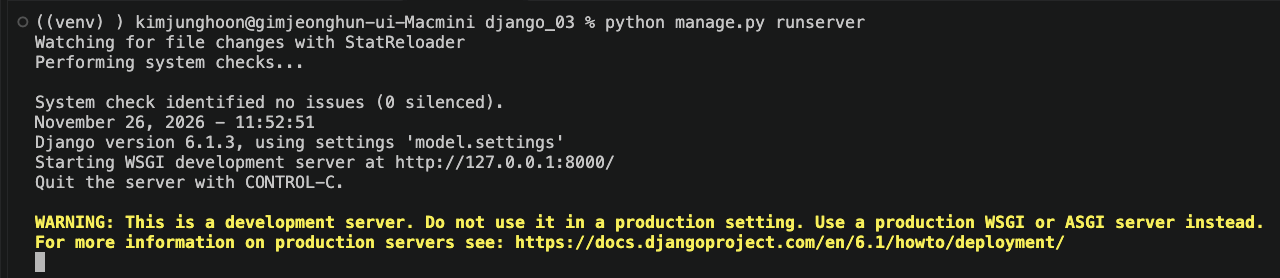 ((venv) ) kimjunghoon@gimjeonghun-ui-Macmini django_03 % python manage.py runserver
Watching for file changes with StatReloader
Performing system checks...
System check identified no issues (0 silenced).
November 26, 2026 - 11:52:51
Django version 6.1.3, using settings 'model.settings'
Starting WSGI development server at http://127.0.0.1:8000/
Quit the server with CONTROL-C.
WARNING: This is a development server. Do not use it in a production setting. Use a production WSGI or ASGI server instead.
For more information on production servers see: https://docs.djangoproject.com/en/6.1/howto/deployment/